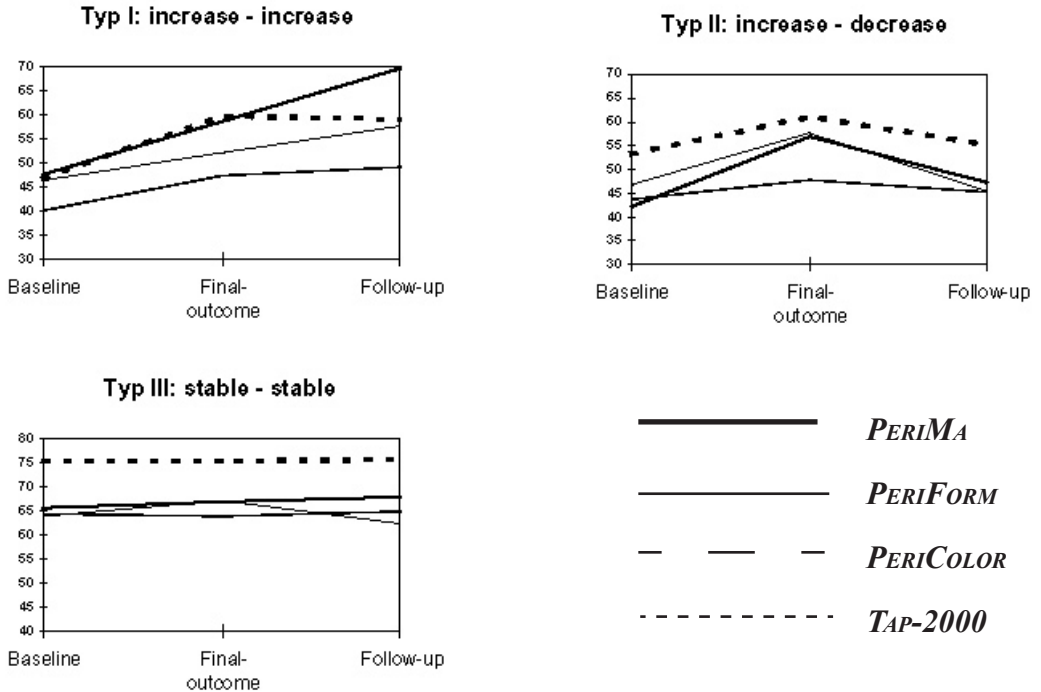 Typ I: increase - increase
70
65
60
55
50
45
40
35
30
Baseline
Final-
outcome
Follow-up
Typ II: increase - decrease
70
65
60
55
50
45
40
35
30
Baseline
Final-
outcome
Follow-up
Typ III: stable - stable
80
75
70
65
60
55
50
45
40
Baseline
Final-
outcome
Follow-up
PERIMA
PERIFORM
PERICOLOR
TAP-2000